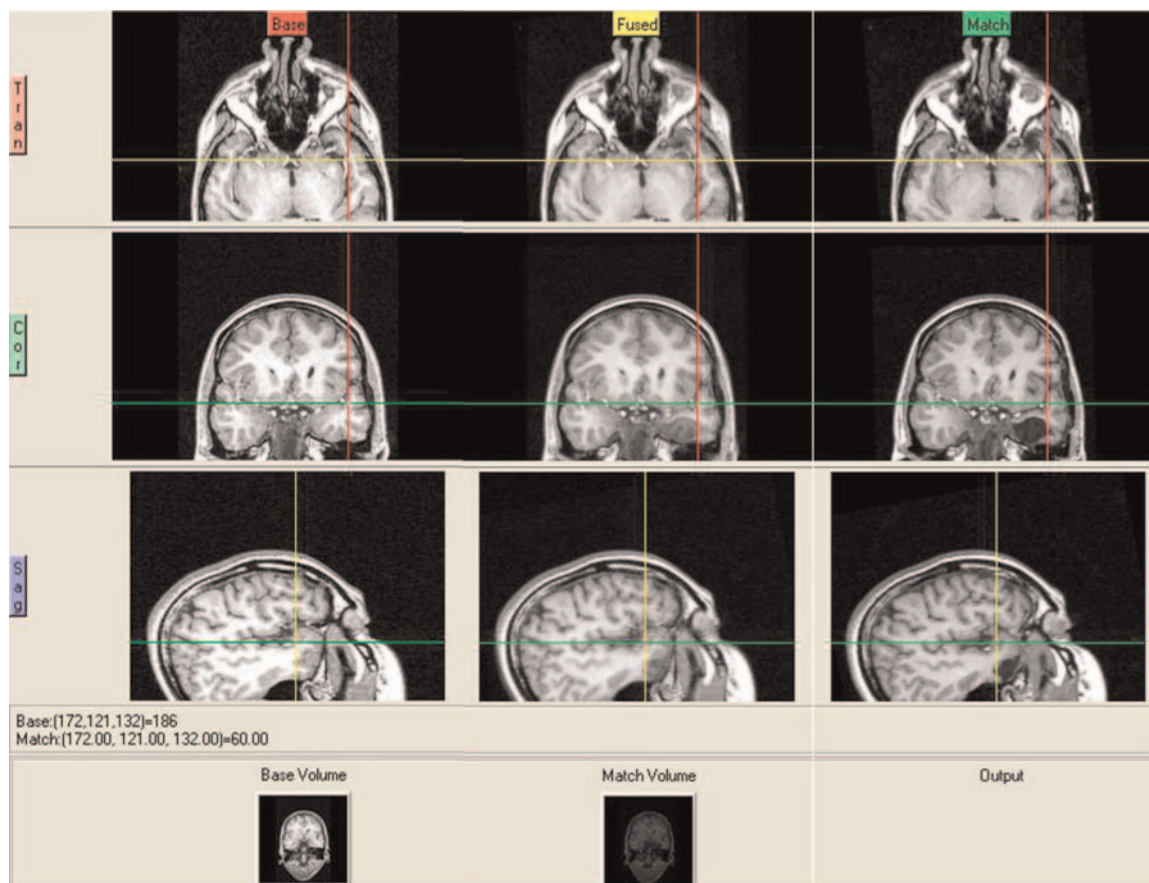 Base Fused Match
Tran
Cor
Sag
Base:(172,121,132)=186
Match:(172.00, 121.00, 132.00)=60.00
Base Volume Match Volume Output